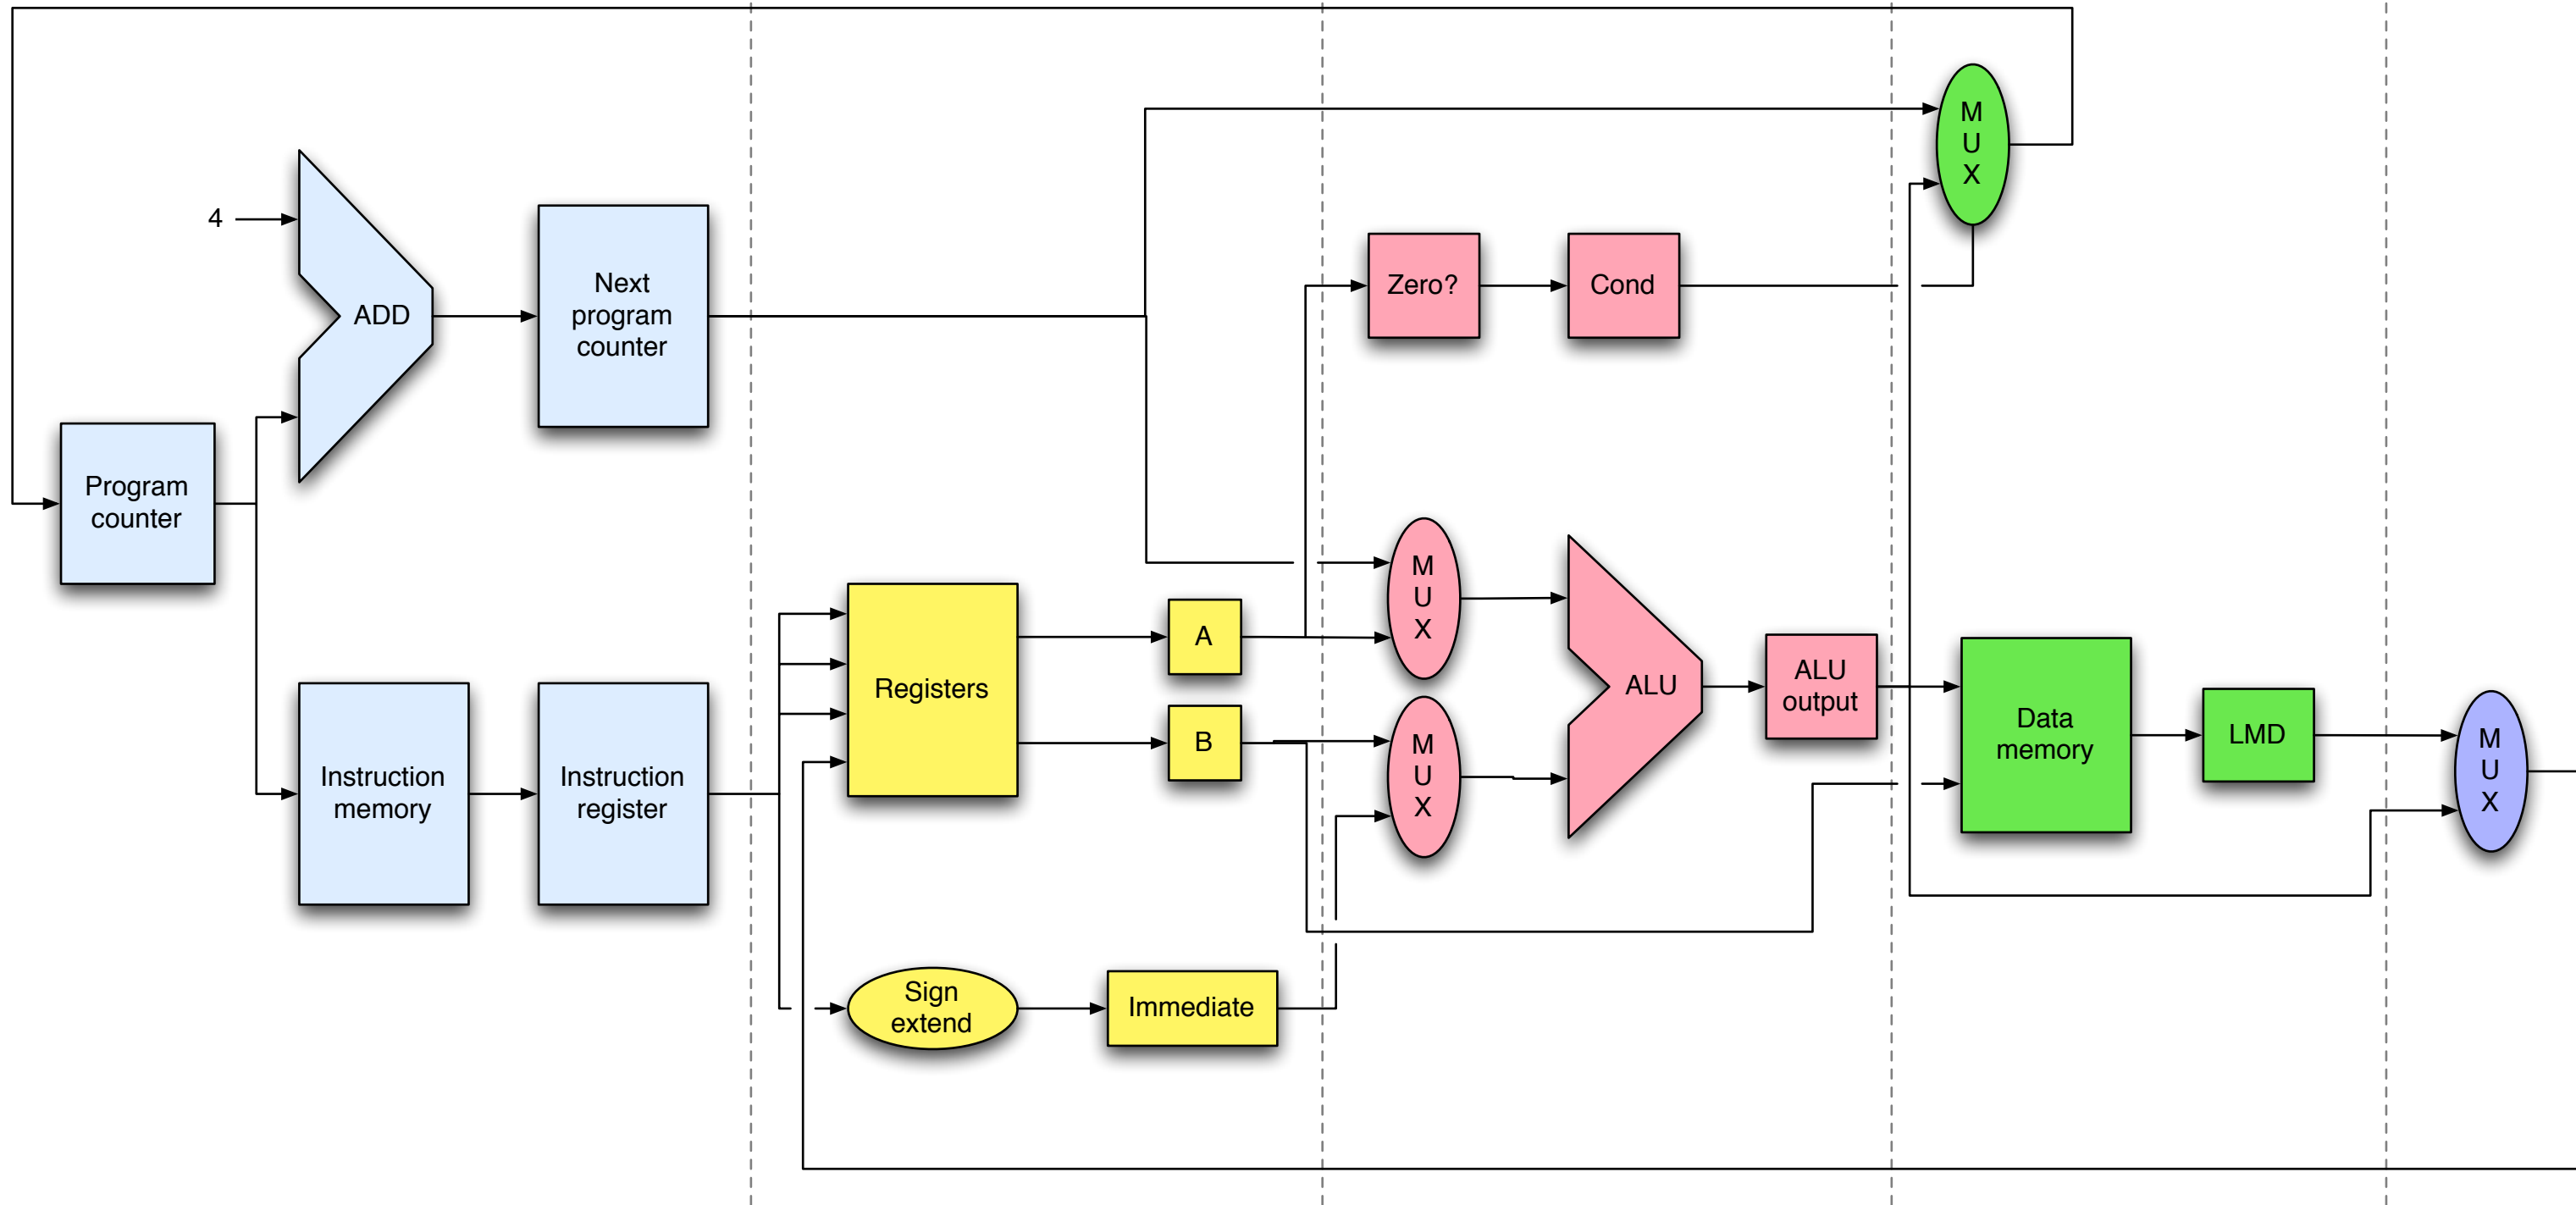 4
ADD
Next
program
counter
Program
counter
Instruction
memory
Instruction
register
Registers
A
B
Sign
extend
Immediate
Zero?
Cond
M
U
X
M
U
X
ALU
ALU
output
M
U
X
Data
memory
LMD
M
U
X